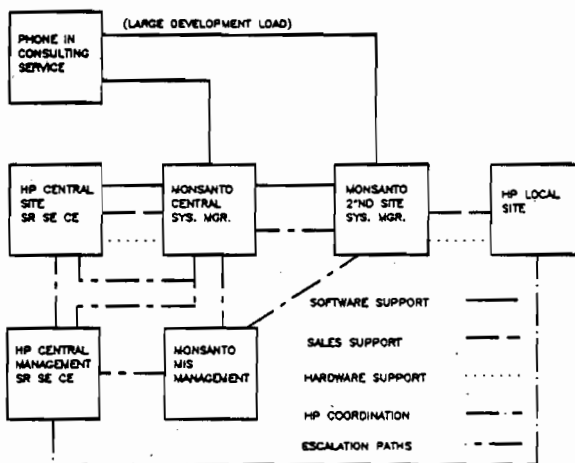 (LARGE DEVELOPMENT LOAD)
PHONE IN
CONSULTING
SERVICE
HP CENTRAL
SITE
SR SE CE
MONSANTO
CENTRAL
SYS. MGR.
MONSANTO
2"ND SITE
SYS. MGR.
HP LOCAL
SITE
SOFTWARE SUPPORT
SALES SUPPORT
HARDWARE SUPPORT
HP COORDINATION
ESCALATION PATHS
HP CENTRAL
MANAGEMENT
SR SE CE
MONSANTO
MIS
MANAGEMENT